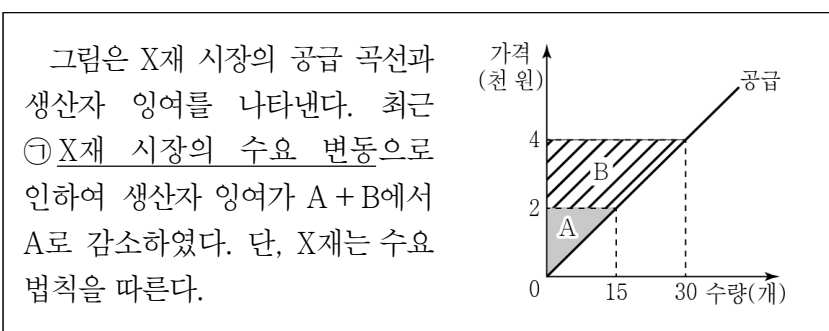 그림은 X재 시장의 공급 곡선과
생산자 잉여를 나타낸다. 최근
㉠X재 시장의 수요 변동으로
인하여 생산자 잉여가 A+B에서
A로 감소하였다. 단, X재는 수요
법칙을 따른다.
가격
(천 원)
공급
4
B
2
A
0
15
30
수량(개)